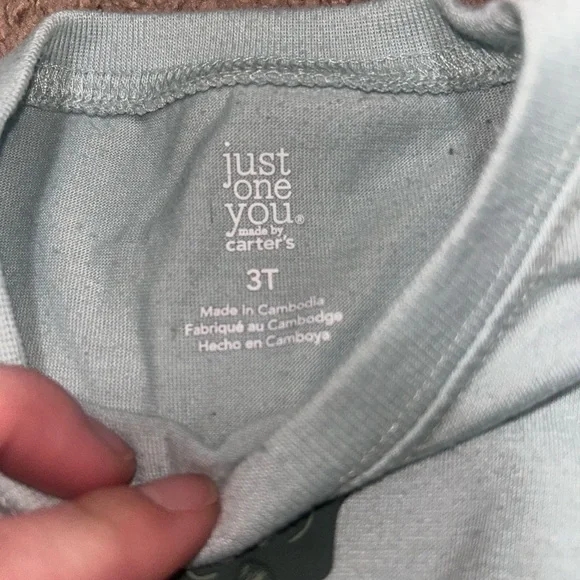 just
one
you®
made by
carter's
3T
Made in Cambodia
Fabriqué au Cambodge
Hecho en Camboya